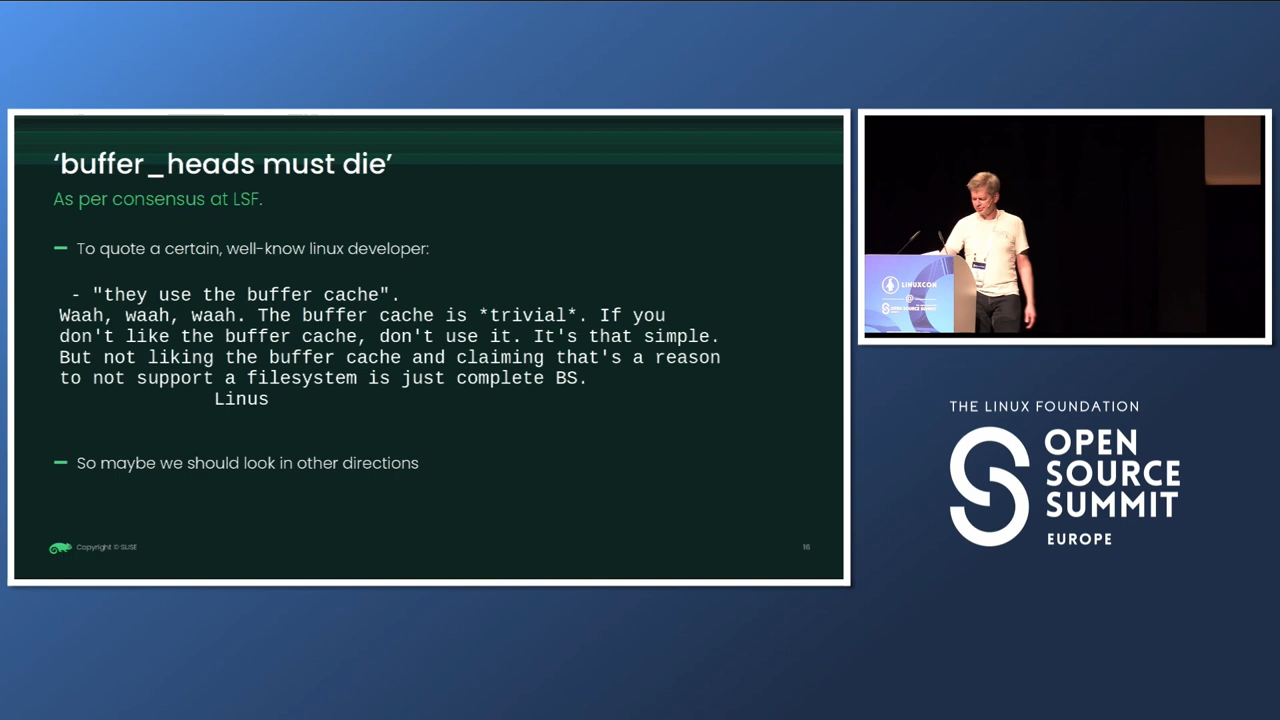 ‘buffer_heads must die’
As per consensus at LSF.
To quote a certain, well-know linux developer:
- "they use the buffer cache".
Waah, waah, waah. The buffer cache is *trivial*. If you
don't like the buffer cache, don't use it. It's that simple.
But not liking the buffer cache and claiming that's a reason
to not support a filesystem is just complete BS.
Linus
So maybe we should look in other directions
Copyright © SUSE
16
LINUXCON
OPEN SOURCE SUMMIT
THE LINUX FOUNDATION
OPEN
SOURCE
SUMMIT
EUROPE